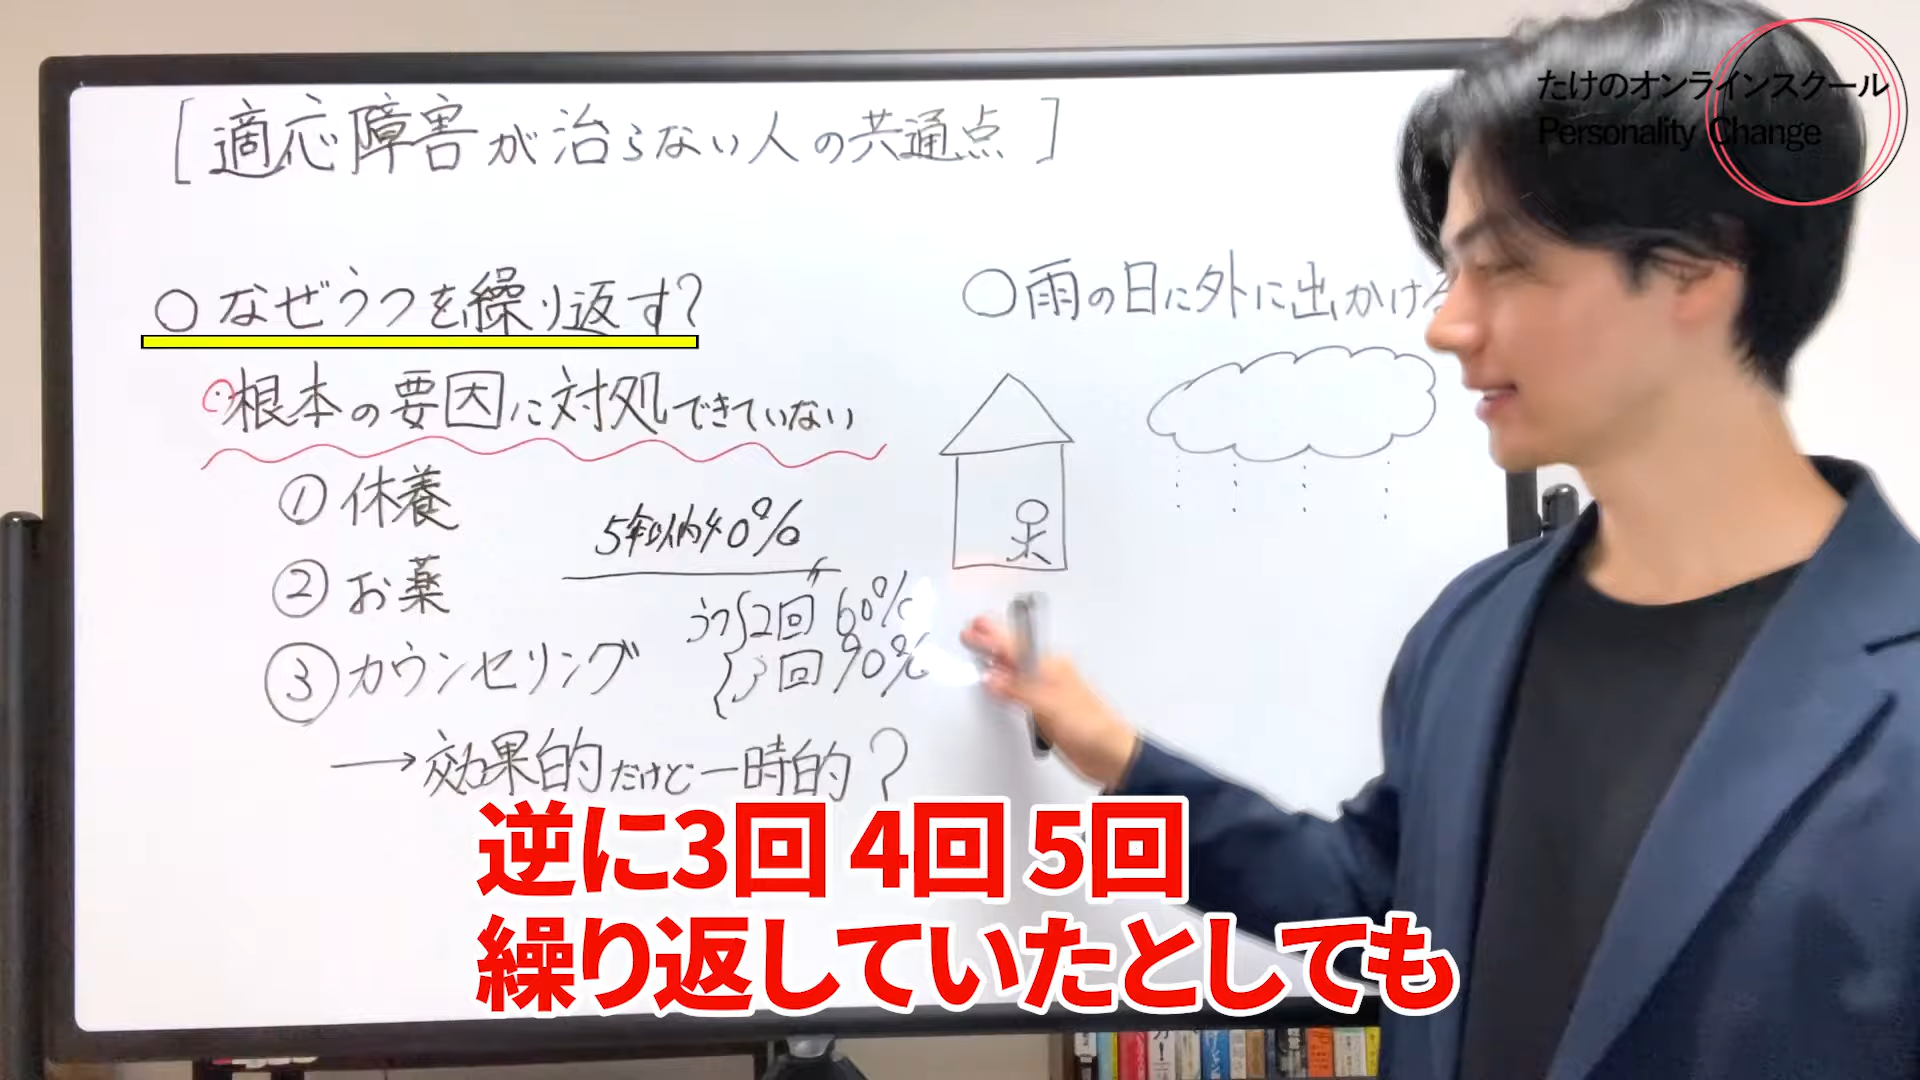 たけのオンラインスクール
Personality Change
[適応障害が治らない人の共通点]
○なぜうつを繰り返す?
・根本の要因に対処できていない
①休養
②お薬
③カウンセリング
5年以内40%
うつ{2回 60%
{3回 90%
→効果的だけど一時的?
○雨の日に外に出かける
逆に3回 4回 5回
繰り返していたとしても